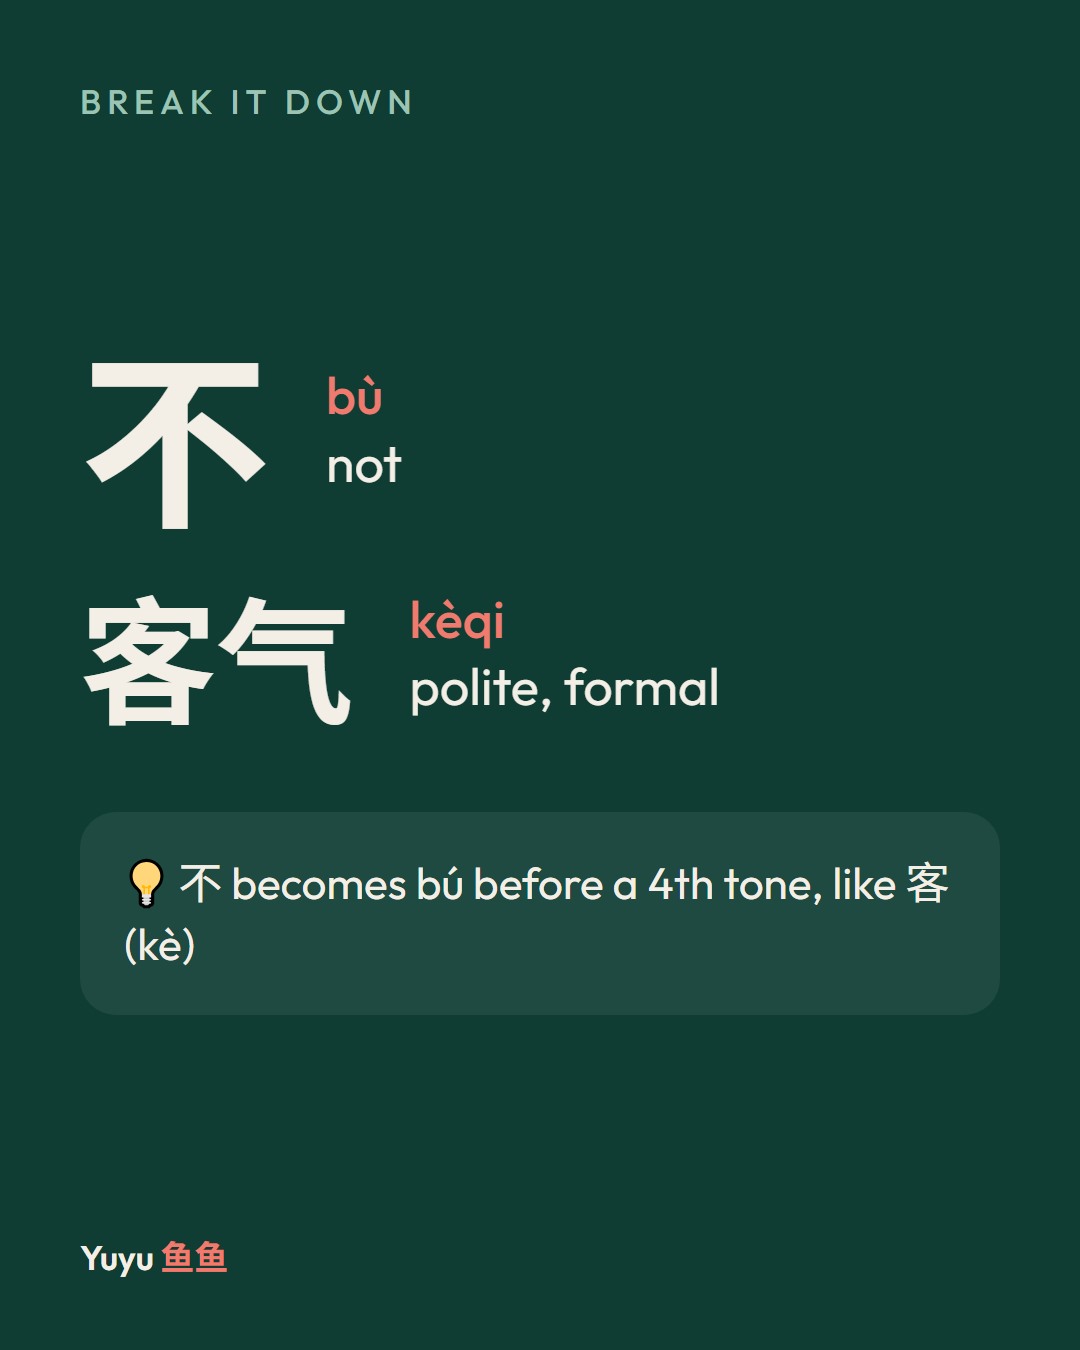 BREAK IT DOWN
不
bù
not
客气
kèqi
polite, formal
💡 不 becomes bú before a 4th tone, like 客
(kè)
Yuyu 鱼鱼